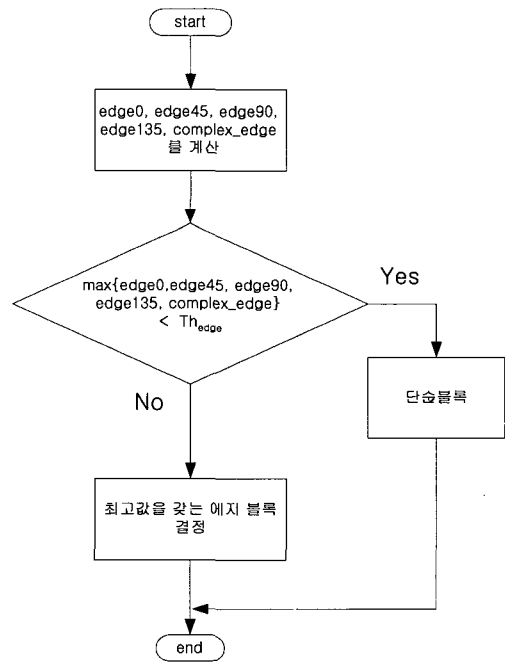 start
edge0, edge45, edge90,
edge135, complex_edge
를 계산
max{edge0,edge45, edge90,
edge135, complex_edge}
< Th_edge
Yes
No
단순블록
최고값을 갖는 에지 블록
결정
end